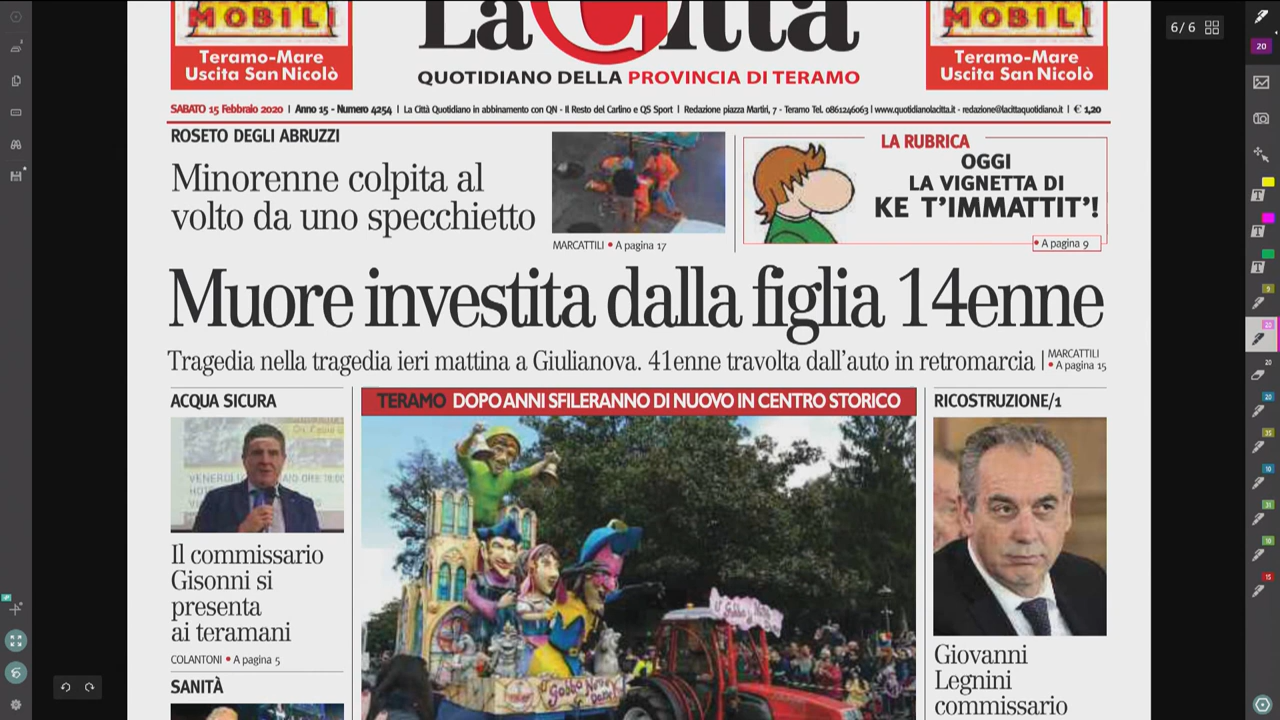 MOBILI
Teramo-Mare
Uscita San Nicolò
La Città
QUOTIDIANO DELLA PROVINCIA DI TERAMO
MOBILI
Teramo-Mare
Uscita San Nicolò
6/6
SABATO 15 Febbraio 2020 | Anno 15 - Numero 4254 | La Città Quotidiano in abbinamento con QN - Il Resto del Carlino e QS Sport | Redazione piazza Martiri, 7 - Teramo Tel. 0861246063 | www.quotidianolacitta.it - redazione@lacittaquotidiano.it | € 1,20
ROSETO DEGLI ABRUZZI
Minorenne colpita al
volto da uno specchietto
MARCATTILI • A pagina 17
LA RUBRICA
OGGI
LA VIGNETTA DI
KE T'IMMATTIT'!
• A pagina 9
Muore investita dalla figlia 14enne
Tragedia nella tragedia ieri mattina a Giulianova. 41enne travolta dall'auto in retromarcia
MARCATTILI
• A pagina 15
ACQUA SICURA
Il commissario
Gisonni si
presenta
ai teramani
COLANTONI • A pagina 5
SANITÀ
TERAMO DOPO ANNI SFILERANNO DI NUOVO IN CENTRO STORICO
RICOSTRUZIONE/1
Giovanni
Legnini
commissario